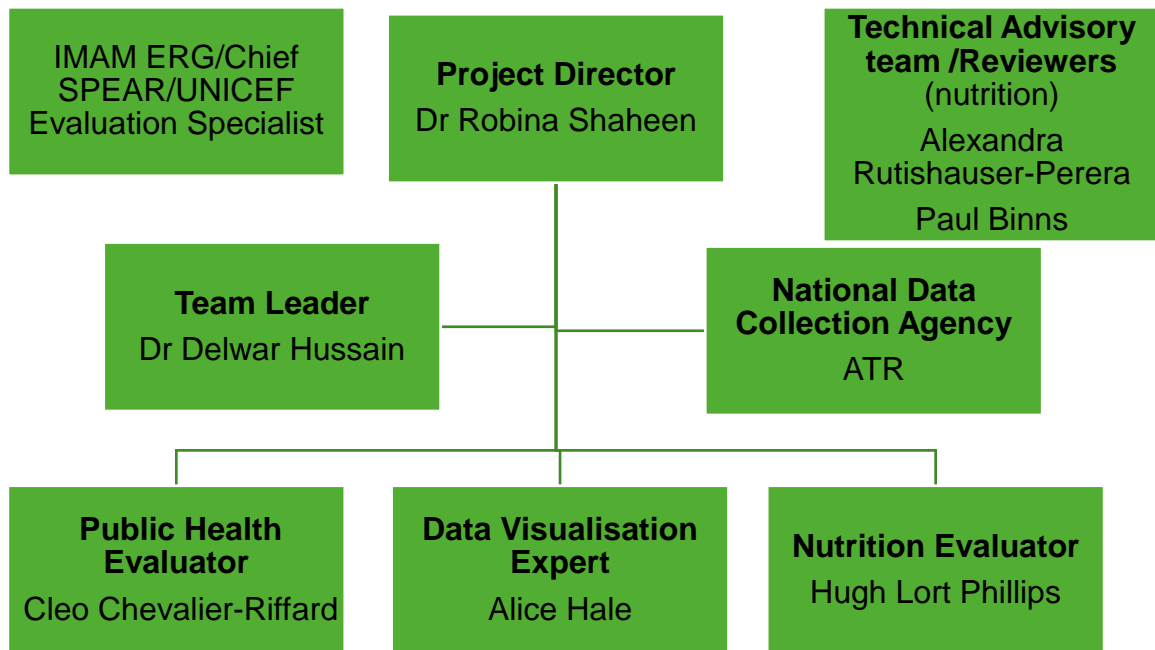 IMAM ERG/Chief
SPEAR/UNICEF
Evaluation Specialist
Project Director
Dr Robina Shaheen
Technical Advisory
team /Reviewers
(nutrition)
Alexandra
Rutishauser-Perera
Paul Binns
Team Leader
Dr Delwar Hussain
National Data
Collection Agency
ATR
Public Health
Evaluator
Cleo Chevalier-Riffard
Data Visualisation
Expert
Alice Hale
Nutrition Evaluator
Hugh Lort Phillips